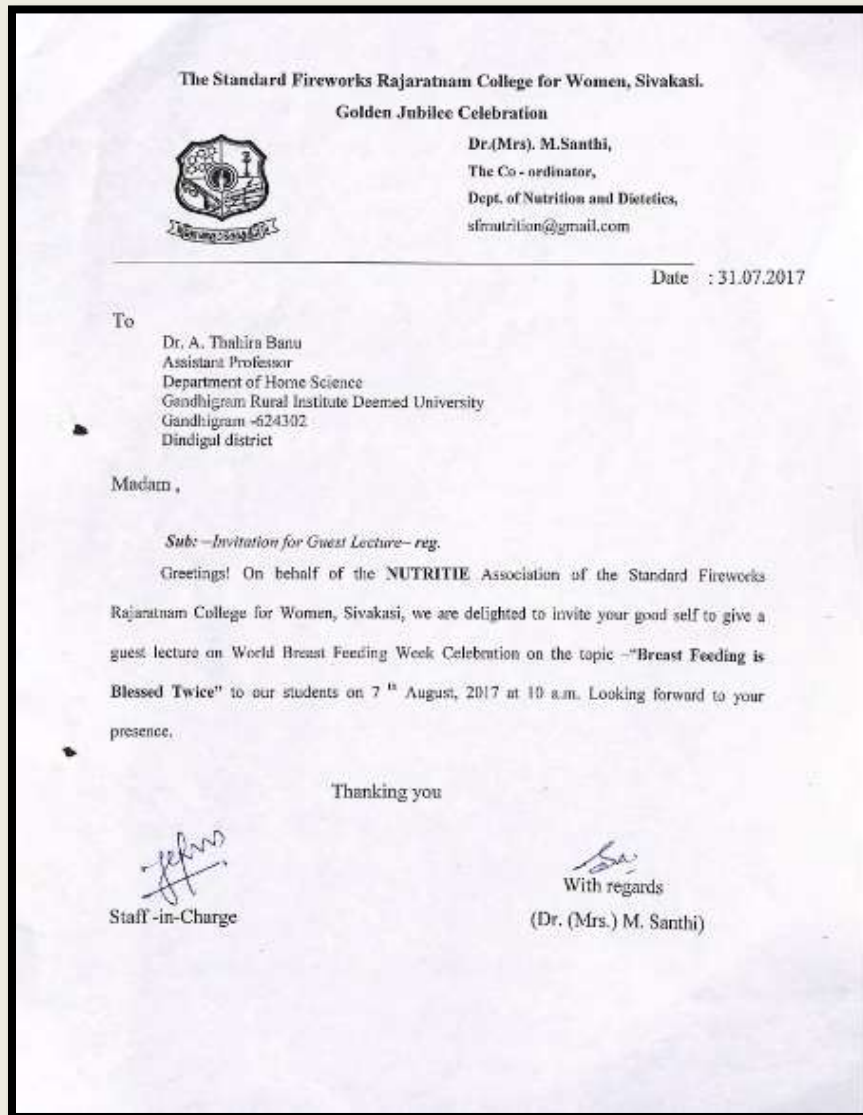 The Standard Fireworks Rajaratnam College for Women, Sivakasi.
Golden Jubilee Celebration
Dr.(Mrs). M.Santhi,
The Co - ordinator,
Dept. of Nutrition and Dietetics,
sfrnutrition@gmail.com
Date : 31.07.2017
To
Dr. A. Thahira Banu
Assistant Professor
Department of Home Science
Gandhigram Rural Institute Deemed University
Gandhigram -624302
Dindigul district
Madam ,
Sub: –Invitation for Guest Lecture– reg.
Greetings! On behalf of the NUTRITIE Association of the Standard Fireworks
Rajaratnam College for Women, Sivakasi, we are delighted to invite your good self to give a
guest lecture on World Breast Feeding Week Celebration on the topic –"Breast Feeding is
Blessed Twice" to our students on 7 th August, 2017 at 10 a.m. Looking forward to your
presence.
Thanking you
Staff -in-Charge
With regards
(Dr. (Mrs.) M. Santhi)